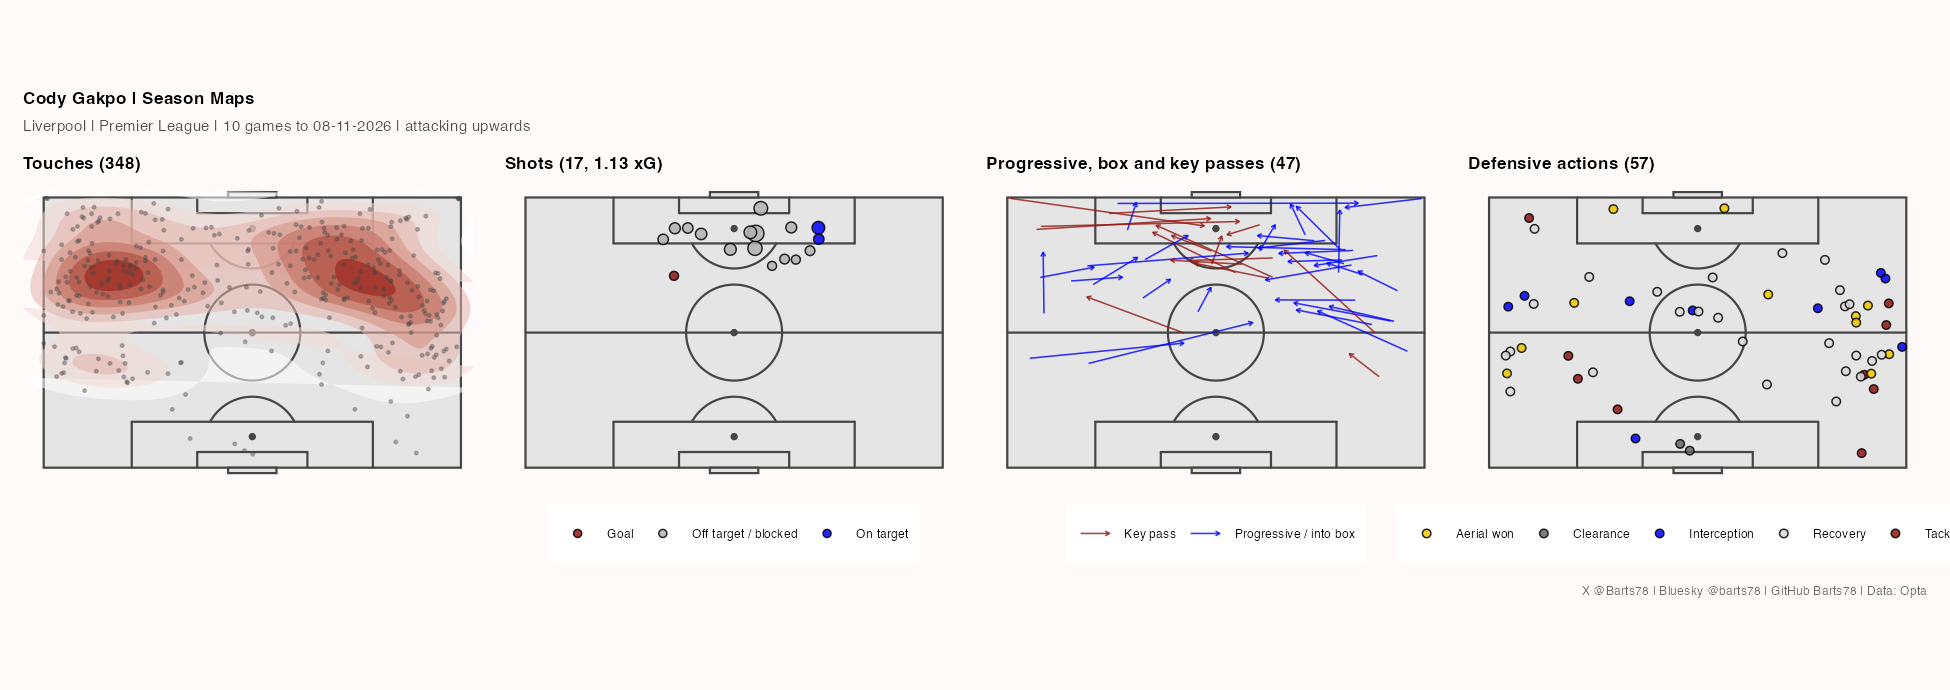 Cody Gakpo | Season Maps
Liverpool | Premier League | 10 games to 08-11-2026 | attacking upwards
Touches (348)
Shots (17, 1.13 xG)
Progressive, box and key passes (47)
Defensive actions (57)
Goal
Off target / blocked
On target
Key pass
Progressive / into box
Aerial won
Clearance
Interception
Recovery
Tack
X @Barts78 | Bluesky @barts78 | GitHub Barts78 | Data: Opta